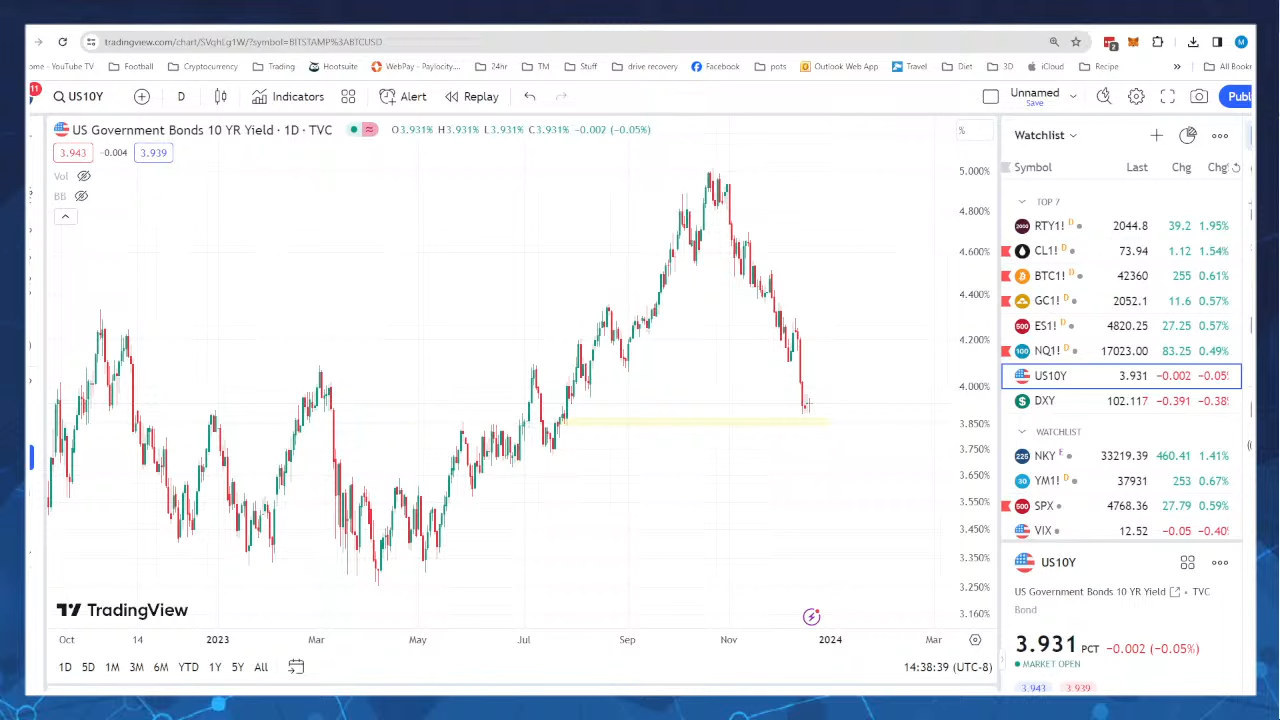 tradingview.com/chart/SVqhLg1W/?symbol=BITSTAMP%3ABTCUSD
ome - YouTube TV Football Cryptocurrency Trading Hootsuite WebPay - Paylocity... 24hr TM Stuff drive recovery Facebook pots Outlook Web App Travel Diet 3D iCloud Recipe » All Bookr
11 US10Y D Indicators Alert Replay Unnamed Save Publ
US Government Bonds 10 YR Yield · 1D · TVC O3.931% H3.931% L3.931% C3.931% -0.002 (-0.05%) %
3.943 -0.004 3.939
Vol
BB
5.000%
4.800%
4.600%
4.400%
4.200%
4.000%
3.850%
3.750%
3.650%
3.550%
3.450%
3.350%
3.250%
3.160%
TradingView
Oct 14 2023 Mar May Jul Sep Nov 2024 Mar
1D 5D 1M 3M 6M YTD 1Y 5Y All 14:38:39 (UTC-8)
Watchlist
Symbol Last Chg Chg%
TOP 7
RTY1! D 2044.8 39.2 1.95%
CL1! D 73.94 1.12 1.54%
BTC1! D 42360 255 0.61%
GC1! D 2052.1 11.6 0.57%
ES1! D 4820.25 27.25 0.57%
NQ1! D 17023.00 83.25 0.49%
US10Y 3.931 -0.002 -0.05%
DXY 102.117 -0.391 -0.38%
WATCHLIST
NKY E 33219.39 460.41 1.41%
YM1! D 37931 253 0.67%
SPX 4768.36 27.79 0.59%
VIX 12.52 -0.05 -0.40%
US10Y
US Government Bonds 10 YR Yield • TVC
Bond
3.931 PCT -0.002 (-0.05%)
MARKET OPEN
3.943 3.939